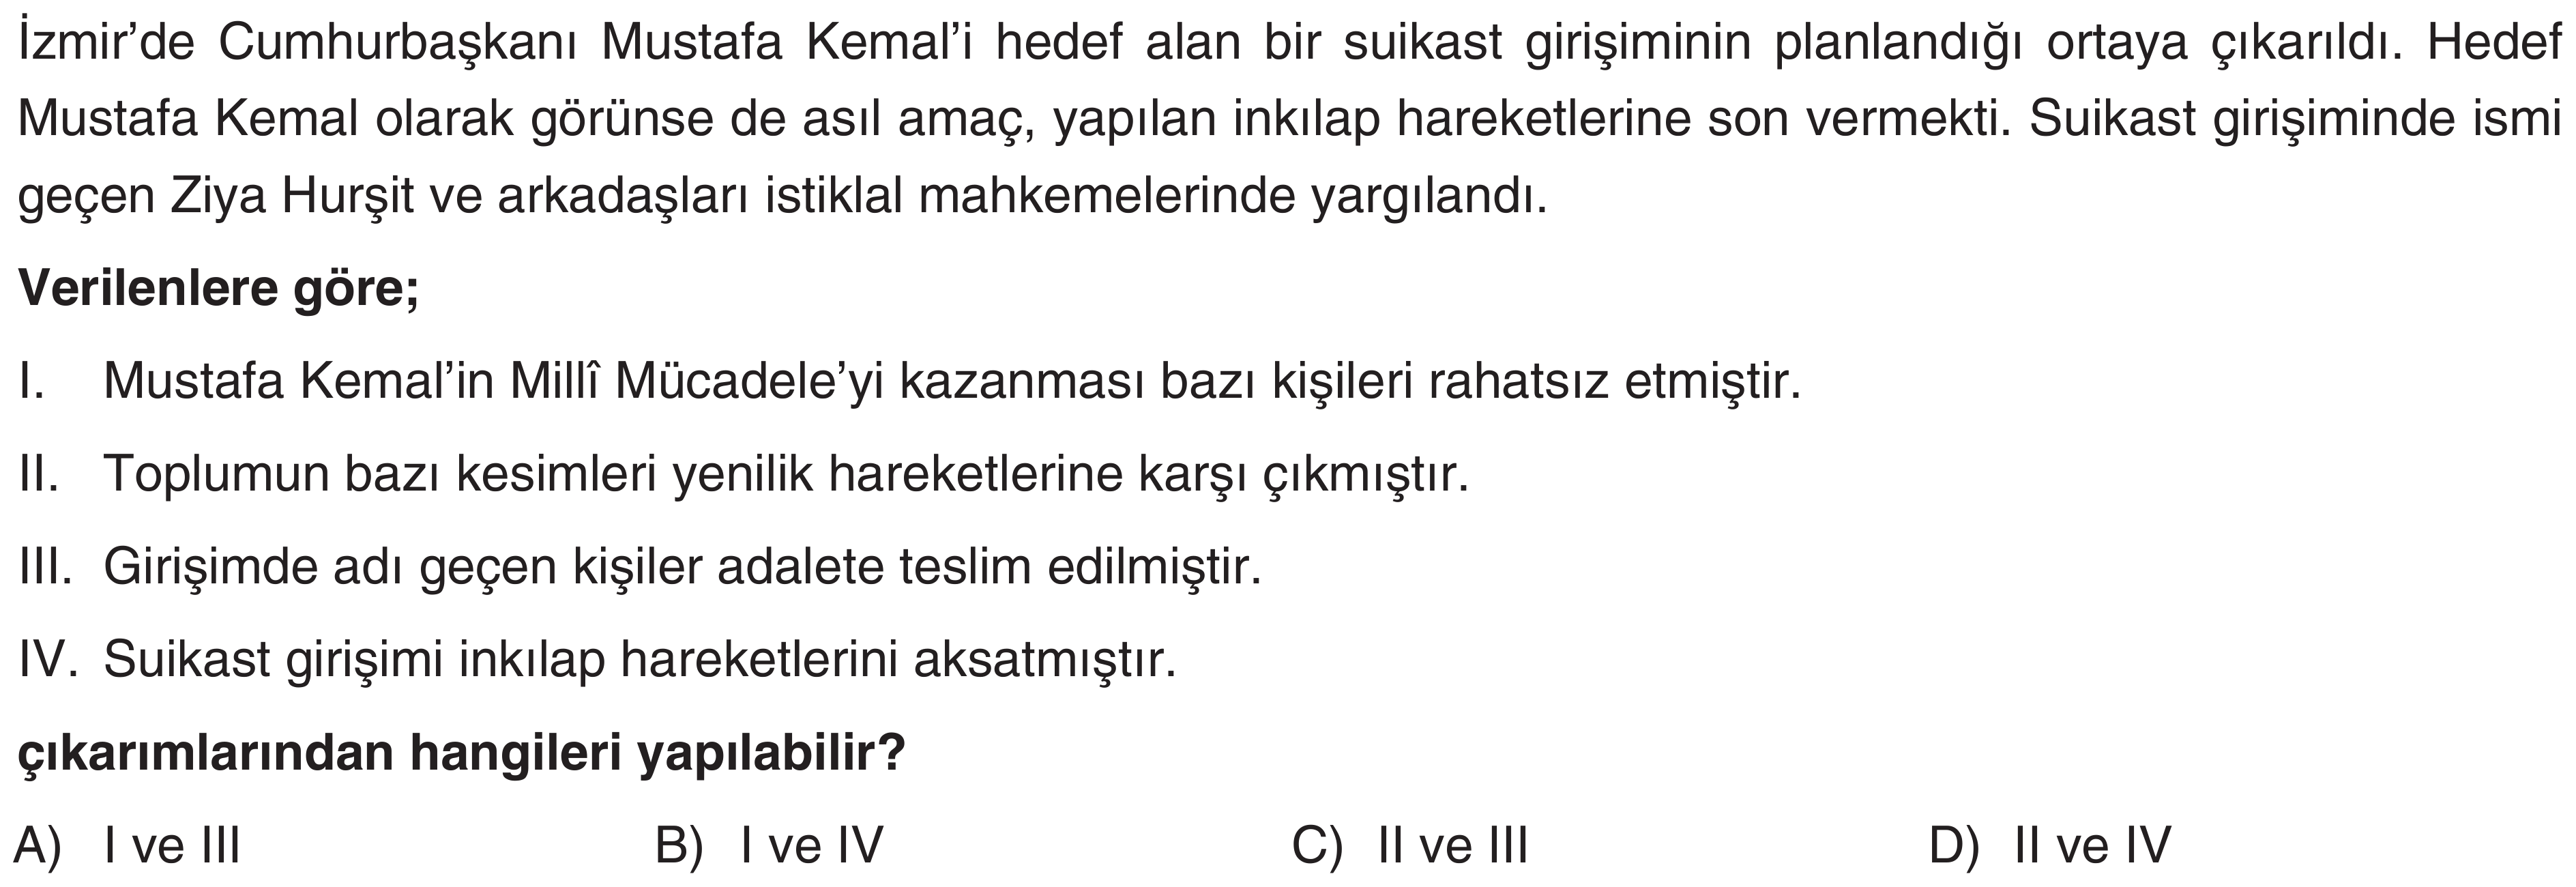 İzmir’de Cumhurbaşkanı Mustafa Kemal’i hedef alan bir suikast girişiminin planlandığı ortaya çıkarıldı. Hedef
Mustafa Kemal olarak görünse de asıl amaç, yapılan inkılap hareketlerine son vermekti. Suikast girişiminde ismi
geçen Ziya Hurşit ve arkadaşları istiklal mahkemelerinde yargılandı.
Verilenlere göre;
I. Mustafa Kemal’in Millî Mücadele’yi kazanması bazı kişileri rahatsız etmiştir.
II. Toplumun bazı kesimleri yenilik hareketlerine karşı çıkmıştır.
III. Girişimde adı geçen kişiler adalete teslim edilmiştir.
IV. Suikast girişimi inkılap hareketlerini aksatmıştır.
çıkarımlarından hangileri yapılabilir?
A) I ve III B) I ve IV C) II ve III D) II ve IV